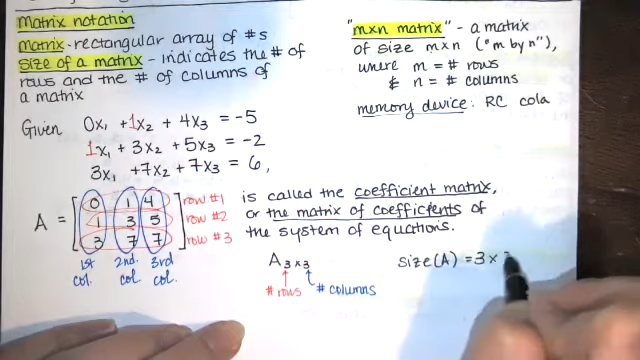 Matrix notation
Matrix - rectangular array of #s
size of a matrix - indicates the # of
rows and the # of columns of
a matrix
"m×n matrix" - a matrix
of size m×n ("m by n"),
where m = # rows
& n = # columns
memory device: RC cola
Given 0x₁ + 1x₂ + 4x₃ = -5
1x₁ + 3x₂ + 5x₃ = -2
3x₁ + 7x₂ + 7x₃ = 6,
A = [ 0 1 4 ] row #1
[ 1 3 5 ] row #2
[ 3 7 7 ] row #3
1st col. 2nd col. 3rd col.
is called the coefficient matrix,
or the matrix of coefficients of
the system of equations.
A 3×3
# rows # columns
size(A) = 3 ×